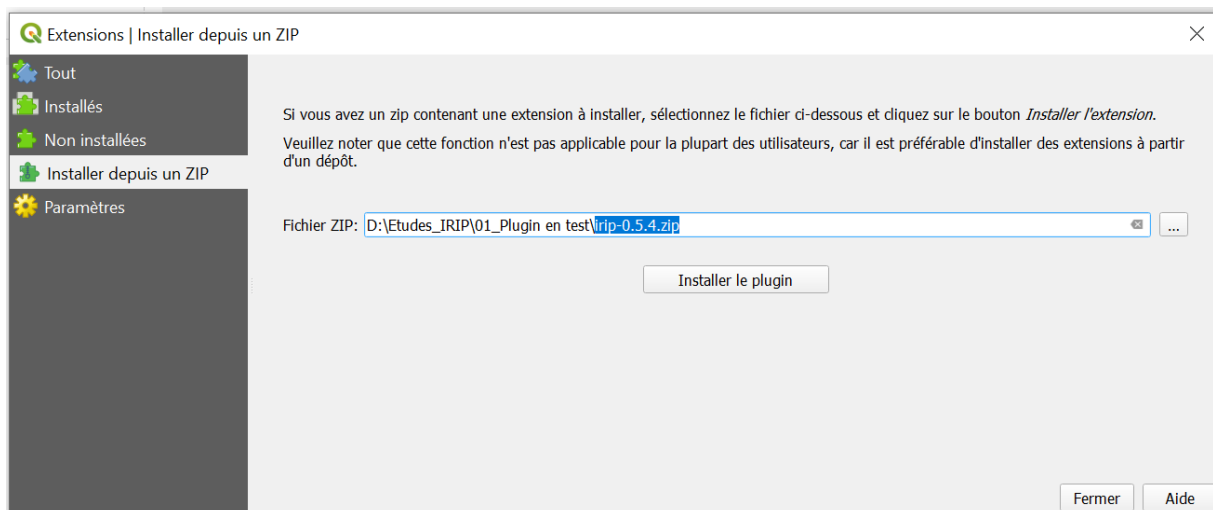 Extensions | Installer depuis un ZIP
Tout
Installés
Non installées
Installer depuis un ZIP
Paramètres
Si vous avez un zip contenant une extension à installer, sélectionnez le fichier ci-dessous et cliquez sur le bouton Installer l'extension.
Veuillez noter que cette fonction n'est pas applicable pour la plupart des utilisateurs, car il est préférable d'installer des extensions à partir
d'un dépôt.
Fichier ZIP: D:\Etudes_IRIP\01_Plugin en test\irip-0.5.4.zip ...
Installer le plugin
Fermer Aide